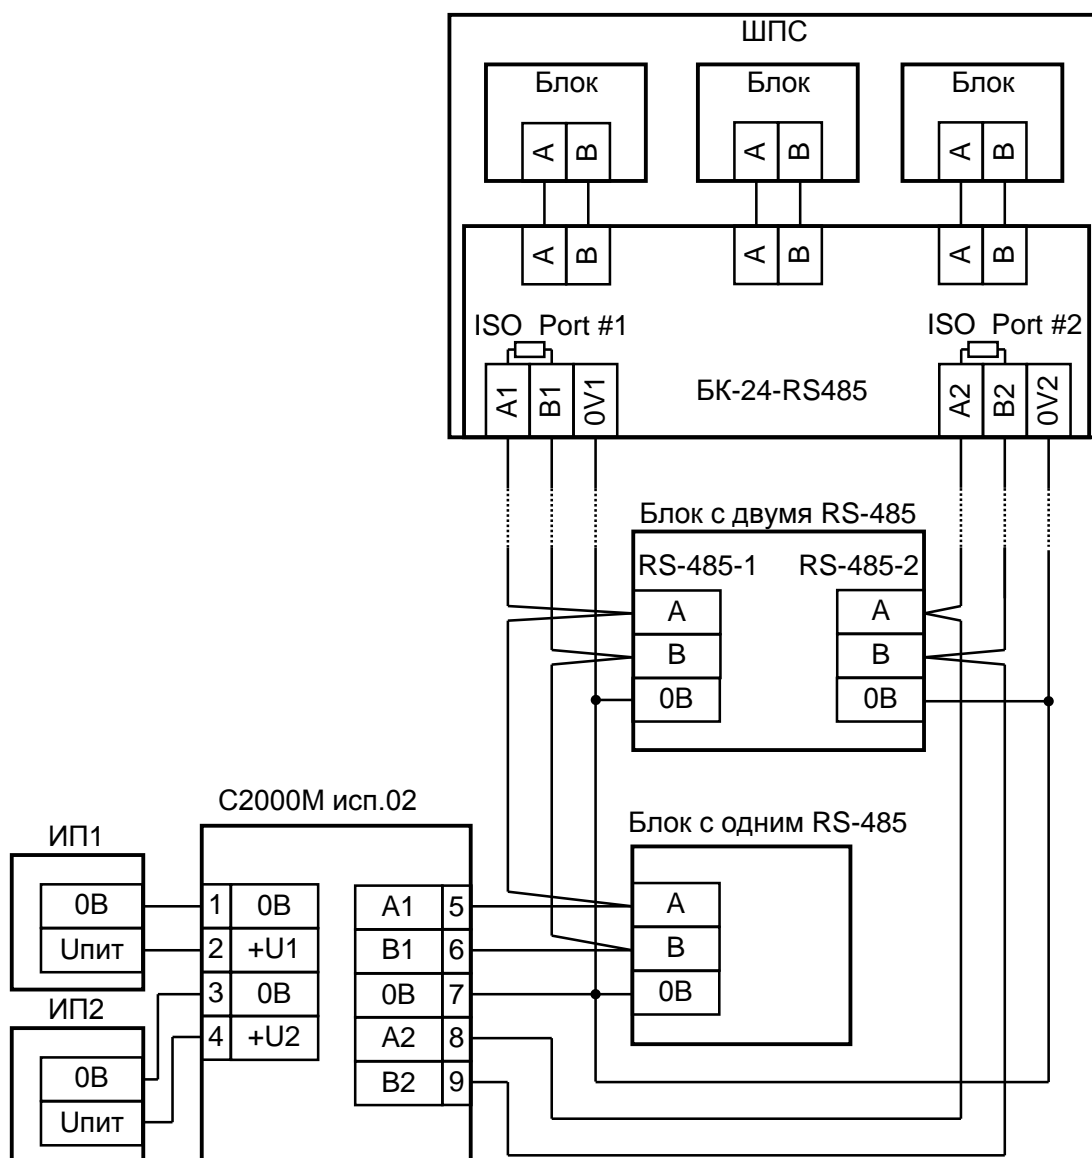 ШПС
Блок
Блок
Блок
A
B
A
B
A
B
A
B
A
B
A
B
ISO Port #1
ISO Port #2
A1
B1
0V1
БК-24-RS485
A2
B2
0V2
Блок с двумя RS-485
RS-485-1
RS-485-2
A
A
B
B
0В
0В
С2000М исп.02
Блок с одним RS-485
ИП1
0В
1
0В
A1
5
A
Uпит
2
+U1
B1
6
B
ИП2
3
0В
0В
7
0В
4
+U2
A2
8
0В
B2
9
Uпит